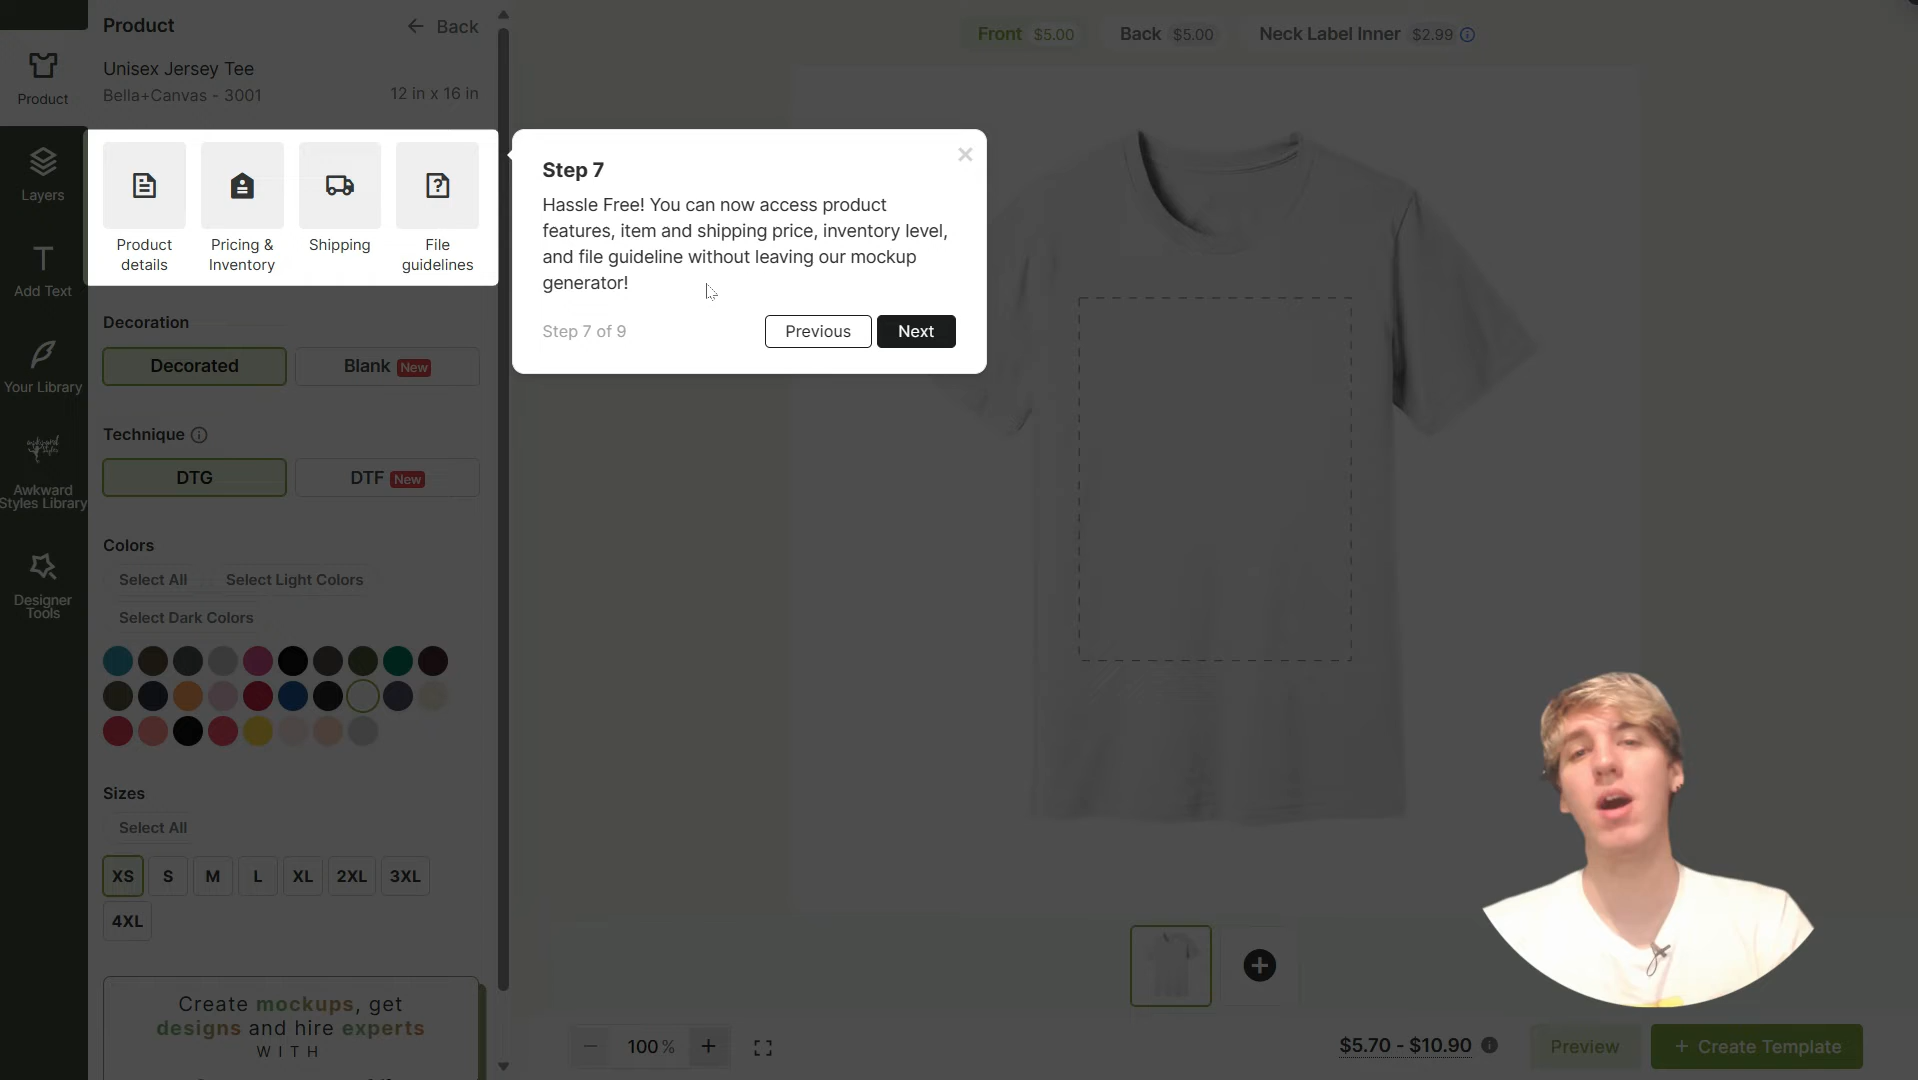 Product
Back
Unisex Jersey Tee
Bella+Canvas - 3001
12 in x 16 in
Product
Layers
Add Text
Your Library
Awkward
Styles Library
Designer
Tools
Product
details
Pricing &
Inventory
Shipping
File
guidelines
Decoration
Decorated
Blank New
Technique
DTG
DTF New
Colors
Select All
Select Light Colors
Select Dark Colors
Sizes
Select All
XS
S
M
L
XL
2XL
3XL
4XL
Create mockups, get
designs and hire experts
WITH
Step 7
Hassle Free! You can now access product
features, item and shipping price, inventory level,
and file guideline without leaving our mockup
generator!
Step 7 of 9
Previous
Next
Front $5.00
Back $5.00
Neck Label Inner $2.99
100 %
$5.70 - $10.90
Preview
+ Create Template